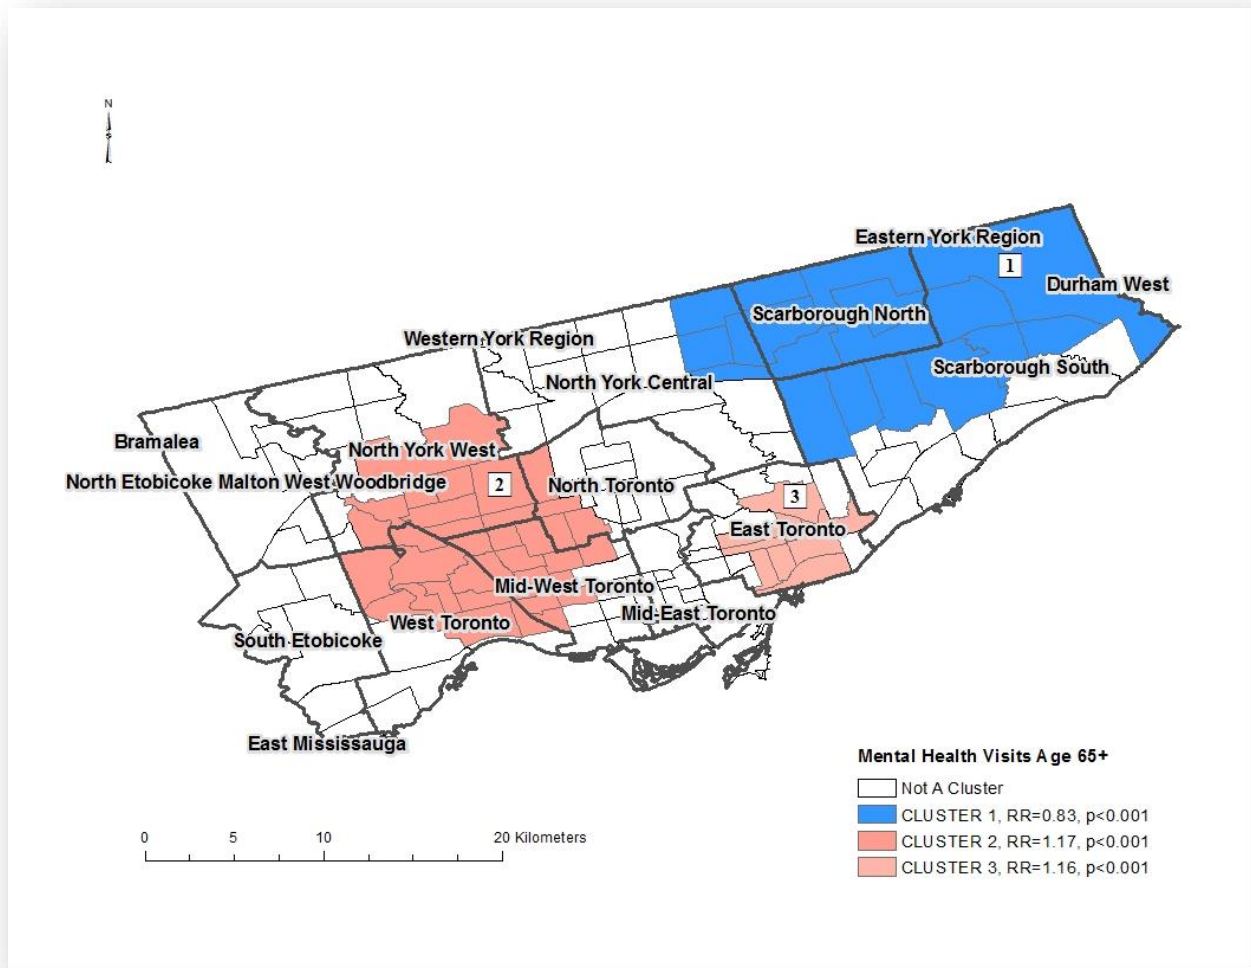 N
S
Eastern York Region
1
Durham West
Scarborough North
Western York Region
Scarborough South
North York Central
Bramalea
North York West
North Etobicoke Malton West Woodbridge
2
North Toronto
3
East Toronto
Mid-West Toronto
Mid-East Toronto
West Toronto
South Etobicoke
East Mississauga
Mental Health Visits Age 65+
Not A Cluster
CLUSTER 1, RR=0.83, p<0.001
CLUSTER 2, RR=1.17, p<0.001
CLUSTER 3, RR=1.16, p<0.001
0 5 10 20 Kilometers